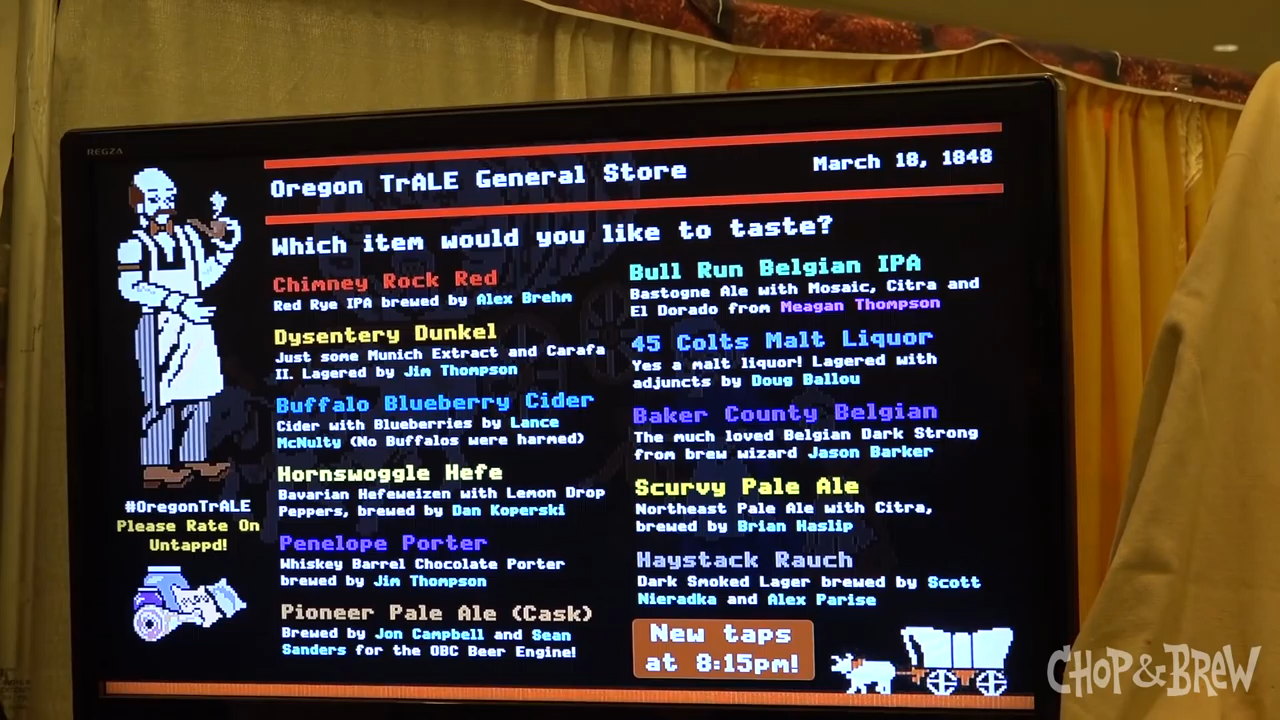 REGZA
Oregon TrALE General Store
March 18, 1848
Which item would you like to taste?
Chimney Rock Red
Red Rye IPA brewed by Alex Brehm
Dysentery Dunkel
Just some Munich Extract and Carafa
II. Lagered by Jim Thompson
Buffalo Blueberry Cider
Cider with Blueberries by Lance
McNulty (No Buffalos were harmed)
Hornswoggle Hefe
Bavarian Hefeweizen with Lemon Drop
Peppers, brewed by Dan Koperski
Penelope Porter
Whiskey Barrel Chocolate Porter
brewed by Jim Thompson
Pioneer Pale Ale (Cask)
Brewed by Jon Campbell and Sean
Sanders for the OBC Beer Engine!
Bull Run Belgian IPA
Bastogne Ale with Mosaic, Citra and
El Dorado from Meagan Thompson
45 Colts Malt Liquor
Yes a malt liquor! Lagered with
adjuncts by Doug Ballou
Baker County Belgian
The much loved Belgian Dark Strong
from brew wizard Jason Barker
Scurvy Pale Ale
Northeast Pale Ale with Citra,
brewed by Brian Haslip
Haystack Rauch
Dark Smoked Lager brewed by Scott
Nieradka and Alex Parise
New taps
at 8:15pm!
#OregonTrALE
Please Rate On
Untappd!
CHOP & BREW